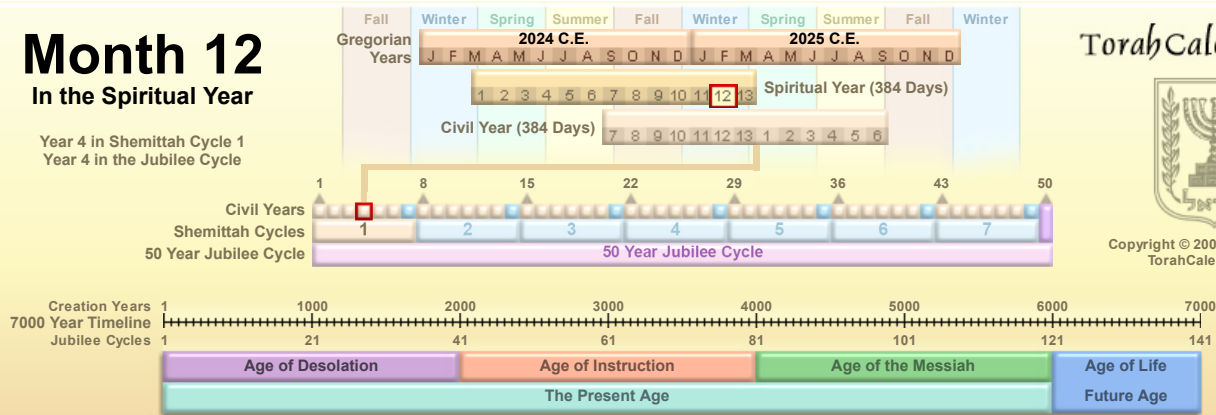 Fall Winter Spring Summer Fall Winter Spring Summer Fall Winter
Month 12
In the Spiritual Year
Year 4 in Shemittah Cycle 1
Year 4 in the Jubilee Cycle
Gregorian Years
2024 C.E. 2025 C.E.
J F M A M J J A S O N D J F M A M J J A S O N D
1 2 3 4 5 6 7 8 9 10 11 12 13 Spiritual Year (384 Days)
Civil Year (384 Days) 7 8 9 10 11 12 13 1 2 3 4 5 6
TorahCale
Copyright © 200
TorahCale
1 8 15 22 29 36 43 50
Civil Years
Shemittah Cycles 1 2 3 4 5 6 7
50 Year Jubilee Cycle 50 Year Jubilee Cycle
Creation Years 1 1000 2000 3000 4000 5000 6000 7000
7000 Year Timeline
Jubilee Cycles 1 21 41 61 81 101 121 141
Age of Desolation Age of Instruction Age of the Messiah Age of Life
The Present Age Future Age